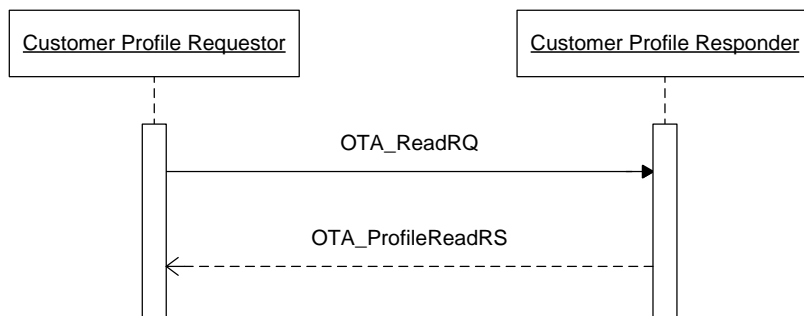 Customer Profile Requestor
Customer Profile Responder
OTA_ReadRQ
OTA_ProfileReadRS